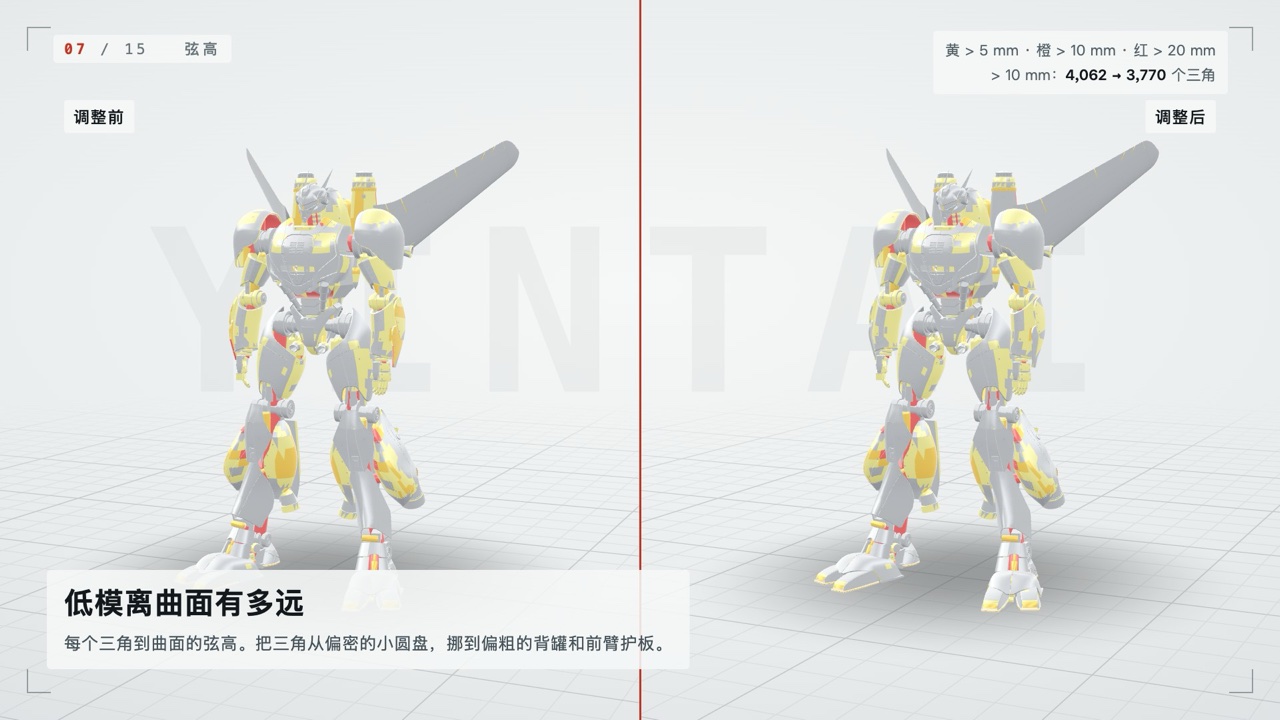 07 / 15 弦高
黄 > 5 mm · 橙 > 10 mm · 红 > 20 mm
> 10 mm: 4,062 → 3,770 个三角
调整前
调整后
低模离曲面有多远
每个三角到曲面的弦高。把三角从偏密的小圆盘，挪到偏粗的背罐和前臂护板。